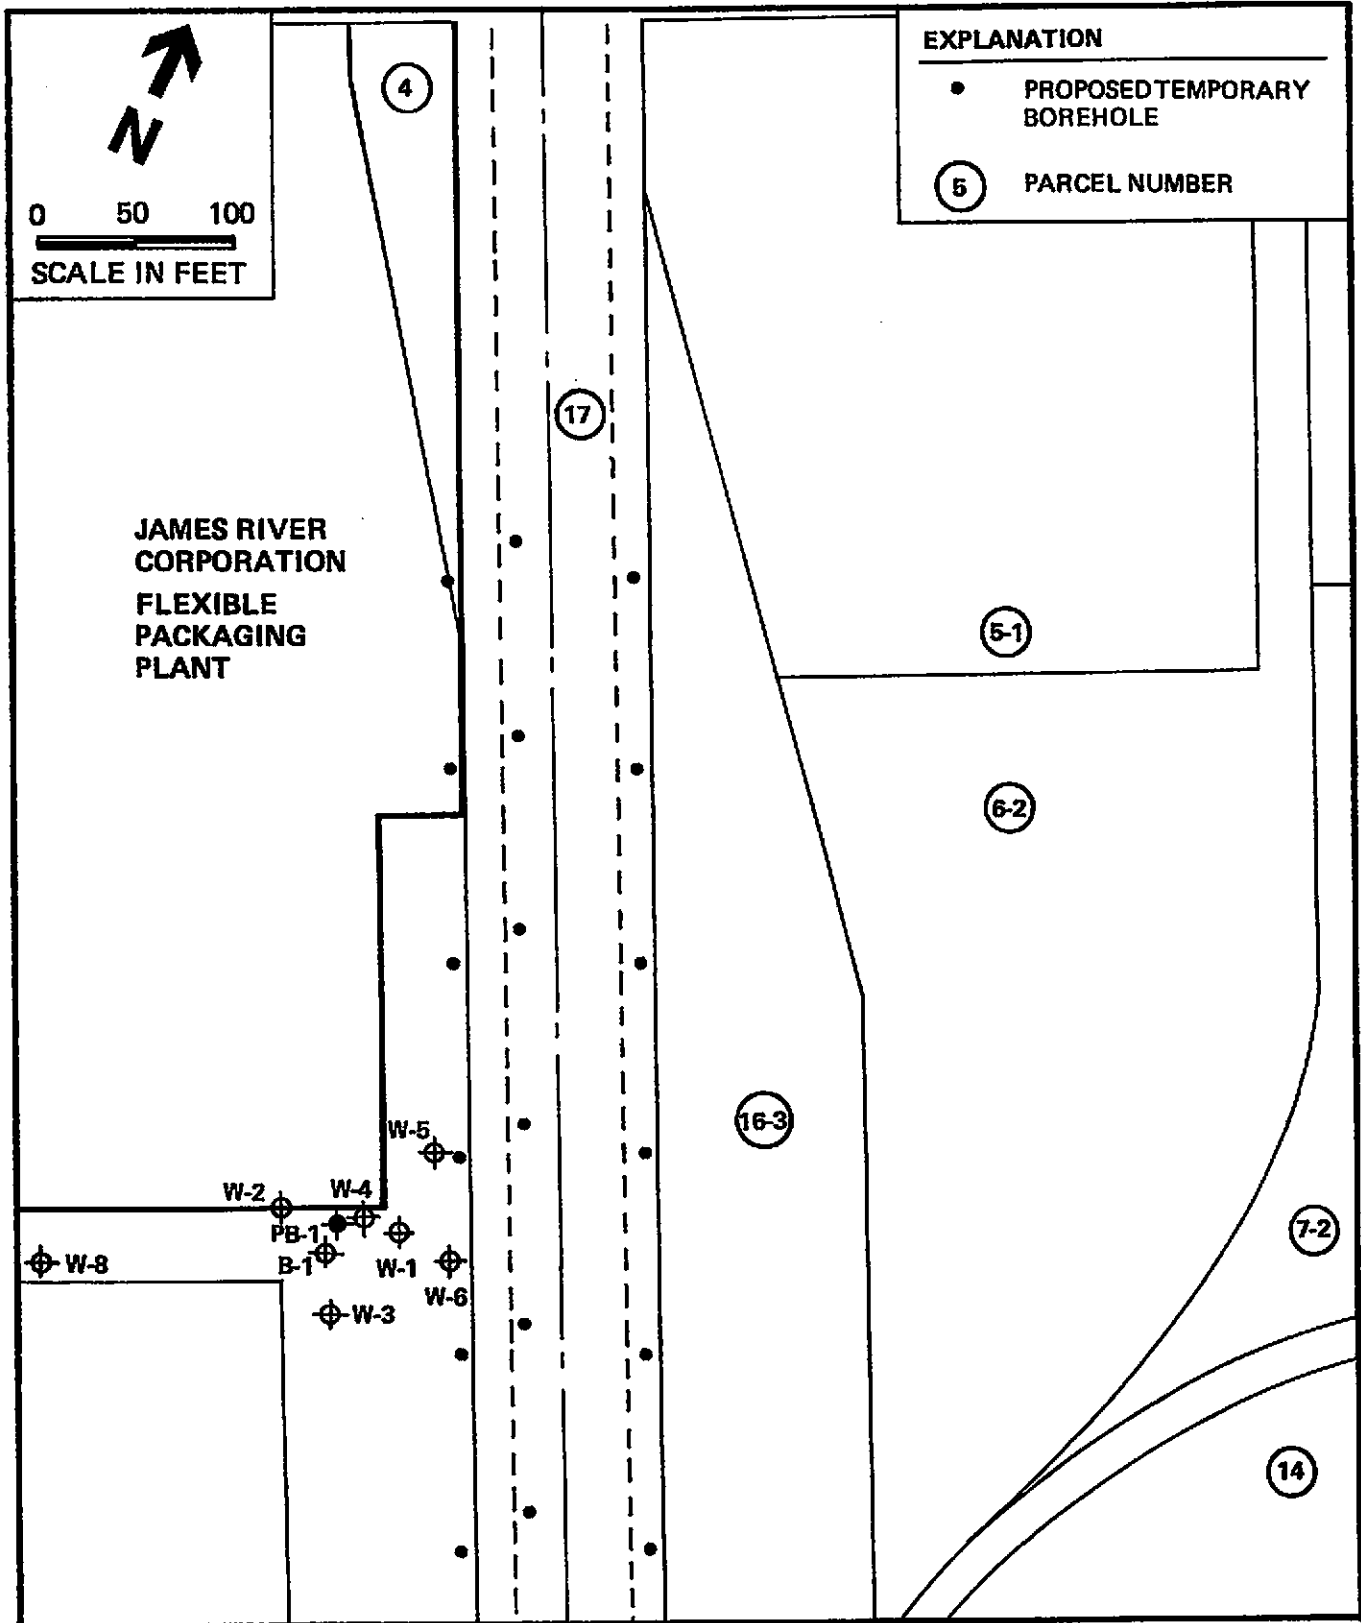 N
0 50 100
SCALE IN FEET
4
EXPLANATION
PROPOSED TEMPORARY
BOREHOLE
5 PARCEL NUMBER
17
JAMES RIVER
CORPORATION
FLEXIBLE
PACKAGING
PLANT
5-1
6-2
16-3
W-5
W-2
W-4
PB-1
B-1
W-1
W-8
W-6
W-3
7-2
14